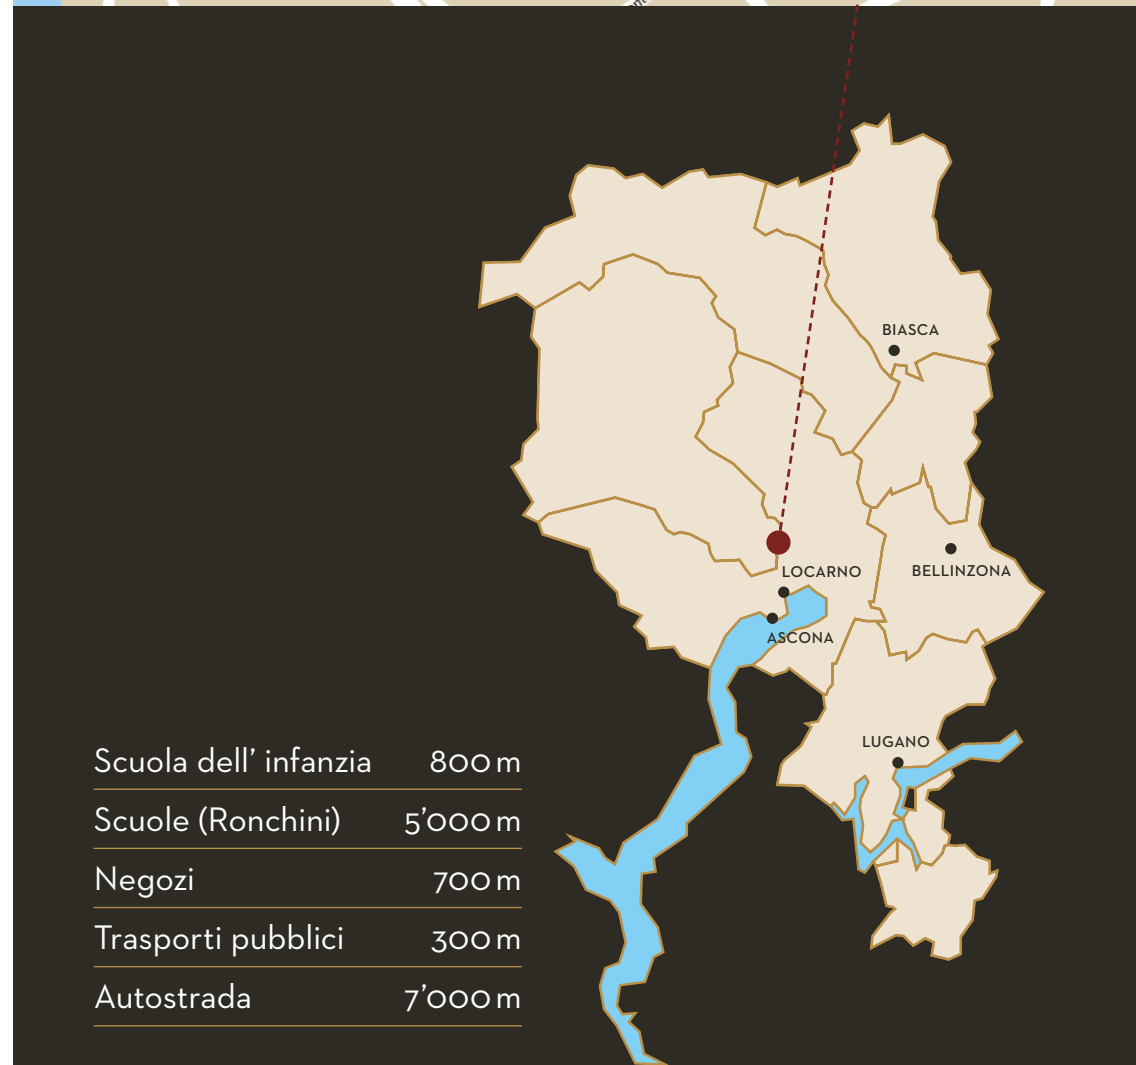 BIASCA
LOCARNO
BELLINZONA
ASCONA
LUGANO
Scuola dell’ infanzia 800 m
Scuole (Ronchini) 5’000 m
Negozi 700 m
Trasporti pubblici 300 m
Autostrada 7’000 m